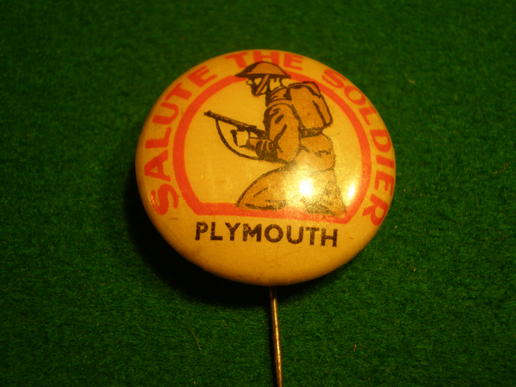 SALUTE THE SOLDIER
PLYMOUTH